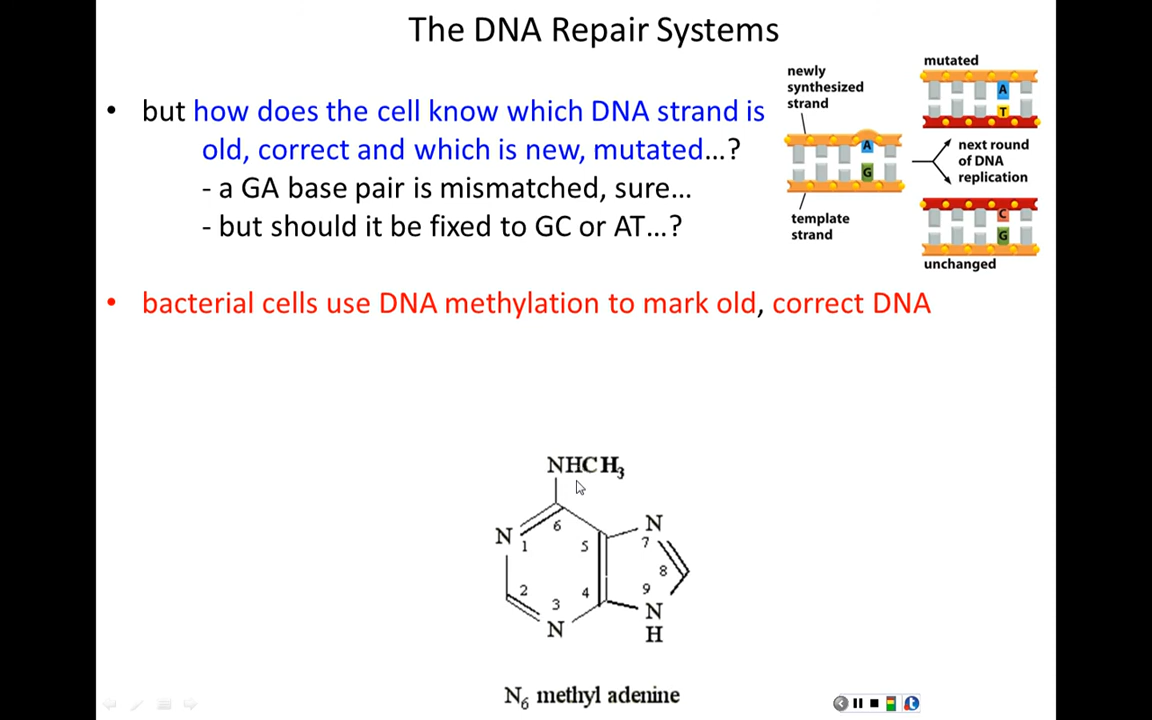 The DNA Repair Systems
• but how does the cell know which DNA strand is
old, correct and which is new, mutated...?
- a GA base pair is mismatched, sure...
- but should it be fixed to GC or AT...?
newly
synthesized
strand
A
G
template
strand
mutated
A
T
next round
of DNA
replication
C
G
unchanged
• bacterial cells use DNA methylation to mark old, correct DNA
NHCH3
6
N
1
5
N
7
8
2
3
4
9
N
N
H
N6 methyl adenine